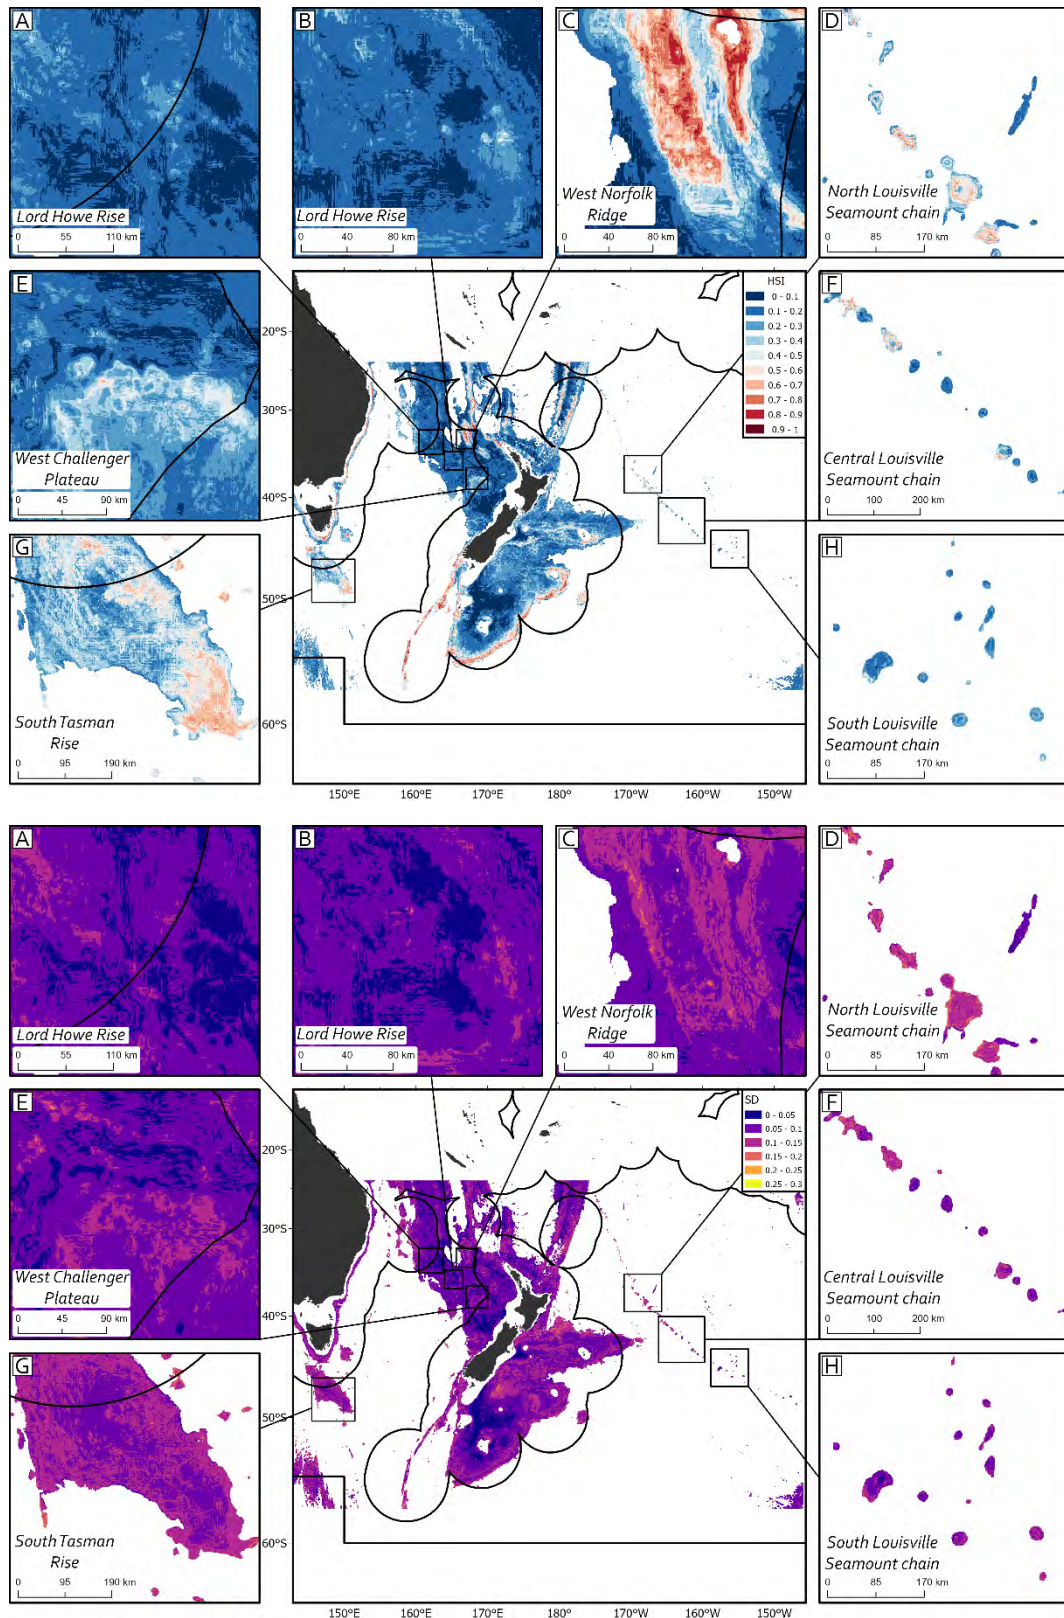 A
Lord Howe Rise
0 55 110 km
B
Lord Howe Rise
0 40 80 km
C
West Norfolk
Ridge
0 40 80 km
D
North Louisville
Seamount chain
0 85 170 km
E
West Challenger
Plateau
0 45 90 km
HSI
0 - 0.1
0.1 - 0.2
0.2 - 0.3
0.3 - 0.4
0.4 - 0.5
0.5 - 0.6
0.6 - 0.7
0.7 - 0.8
0.8 - 0.9
0.9 - 1
20°S
30°S
40°S
50°S
60°S
150°E 160°E 170°E 180° 170°W 160°W 150°W
F
Central Louisville
Seamount chain
0 100 200 km
G
South Tasman
Rise
0 95 190 km
H
South Louisville
Seamount chain
0 85 170 km
A
Lord Howe Rise
0 55 110 km
B
Lord Howe Rise
0 40 80 km
C
West Norfolk
Ridge
0 40 80 km
D
North Louisville
Seamount chain
0 85 170 km
E
West Challenger
Plateau
0 45 90 km
SD
0 - 0.05
0.05 - 0.1
0.1 - 0.15
0.15 - 0.2
0.2 - 0.25
0.25 - 0.3
20°S
30°S
40°S
50°S
60°S
150°E 160°E 170°E 180° 170°W 160°W 150°W
F
Central Louisville
Seamount chain
0 100 200 km
G
South Tasman
Rise
0 95 190 km
H
South Louisville
Seamount chain
0 85 170 km